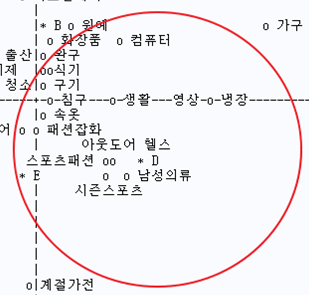 * B o 원예 o 가구
o 화장품 o 컴퓨터
출산 o 완구
제 oo식기
청소 o 구기
o 침구 o 생활 영상 o 냉장
o 속옷
어 o o 패션잡화
아웃도어 헬스
스포츠패션 oo * D
* E o o 남성의류
시즌스포츠
o 계절가전